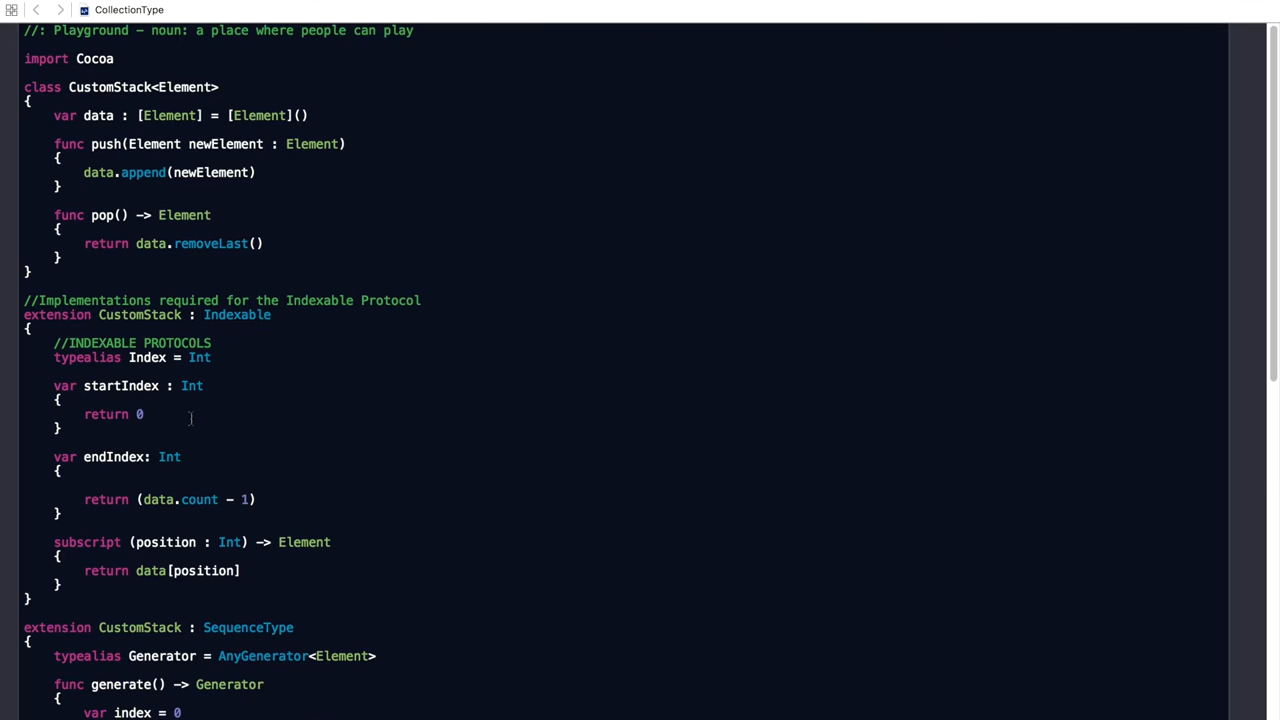 CollectionType
//: Playground - noun: a place where people can play
import Cocoa
class CustomStack<Element>
{
var data : [Element] = [Element]()
func push(Element newElement : Element)
{
data.append(newElement)
}
func pop() -> Element
{
return data.removeLast()
}
}
//Implementations required for the Indexable Protocol
extension CustomStack : Indexable
{
//INDEXABLE PROTOCOLS
typealias Index = Int
var startIndex : Int
{
return 0
}
var endIndex: Int
{
return (data.count - 1)
}
subscript (position : Int) -> Element
{
return data[position]
}
}
extension CustomStack : SequenceType
{
typealias Generator = AnyGenerator<Element>
func generate() -> Generator
{
var index = 0